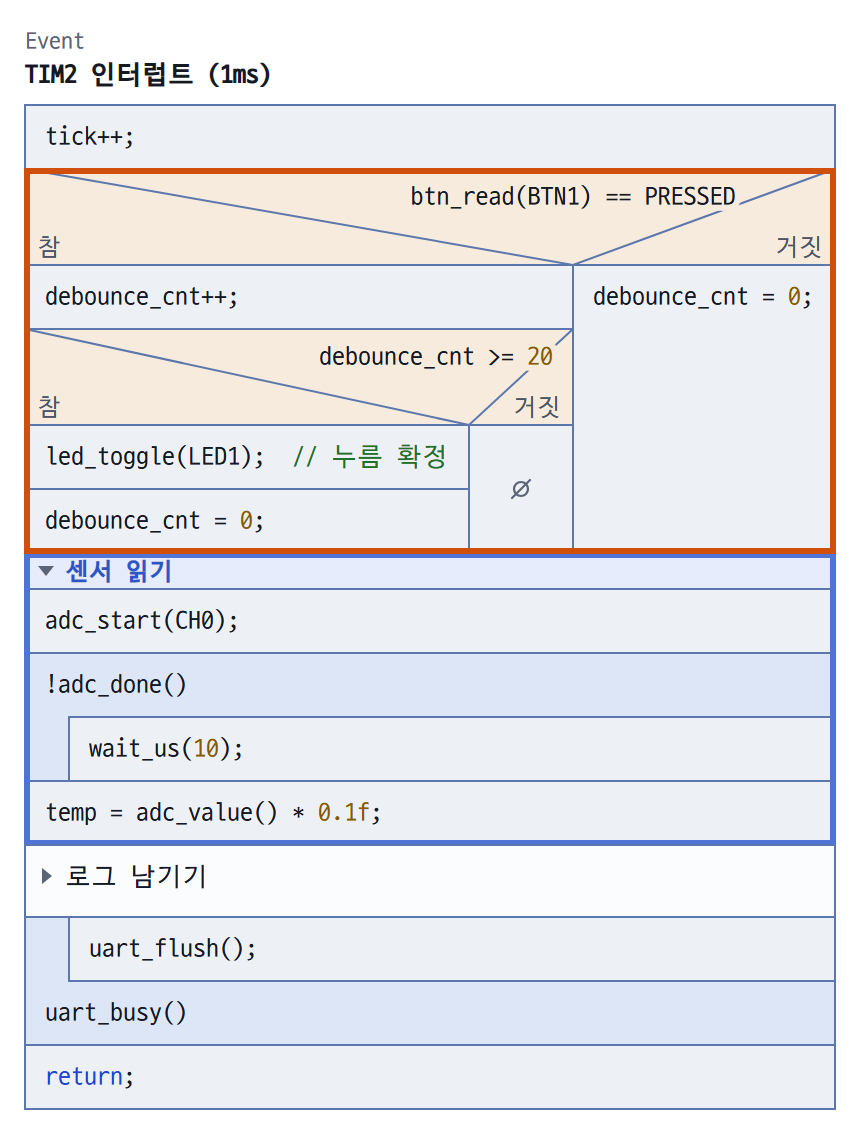 Event
TIM2 인터럽트 (1ms)
tick++;
btn_read(BTN1) == PRESSED
참
거짓
debounce_cnt++;
debounce_cnt = 0;
debounce_cnt >= 20
참
거짓
led_toggle(LED1);  // 누름 확정
∅
debounce_cnt = 0;
센서 읽기
adc_start(CH0);
!adc_done()
wait_us(10);
temp = adc_value() * 0.1f;
로그 남기기
uart_flush();
uart_busy()
return;